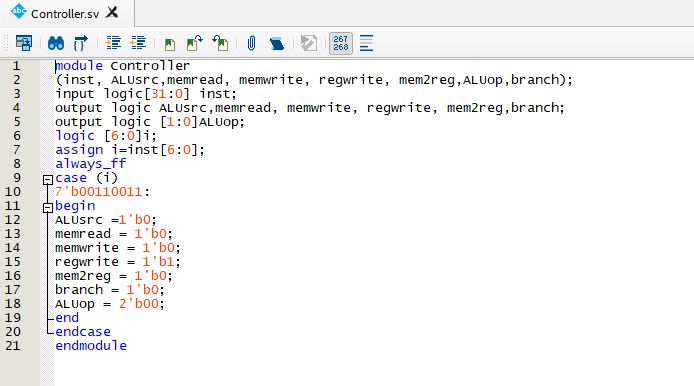 Controller.sv
267
268
1 module Controller
2 (inst, ALUsrc,memread, memwrite, regwrite, mem2reg,ALUop,branch);
3 input logic[31:0] inst;
4 output logic ALUsrc,memread, memwrite, regwrite, mem2reg,branch;
5 output logic [1:0]ALUop;
6 logic [6:0]i;
7 assign i=inst[6:0];
8 always_ff
9 case (i)
10 7'b00110011:
11 begin
12 ALUsrc =1'b0;
13 memread = 1'b0;
14 memwrite = 1'b0;
15 regwrite = 1'b1;
16 mem2reg = 1'b0;
17 branch = 1'b0;
18 ALUop = 2'b00;
19 end
20 endcase
21 endmodule